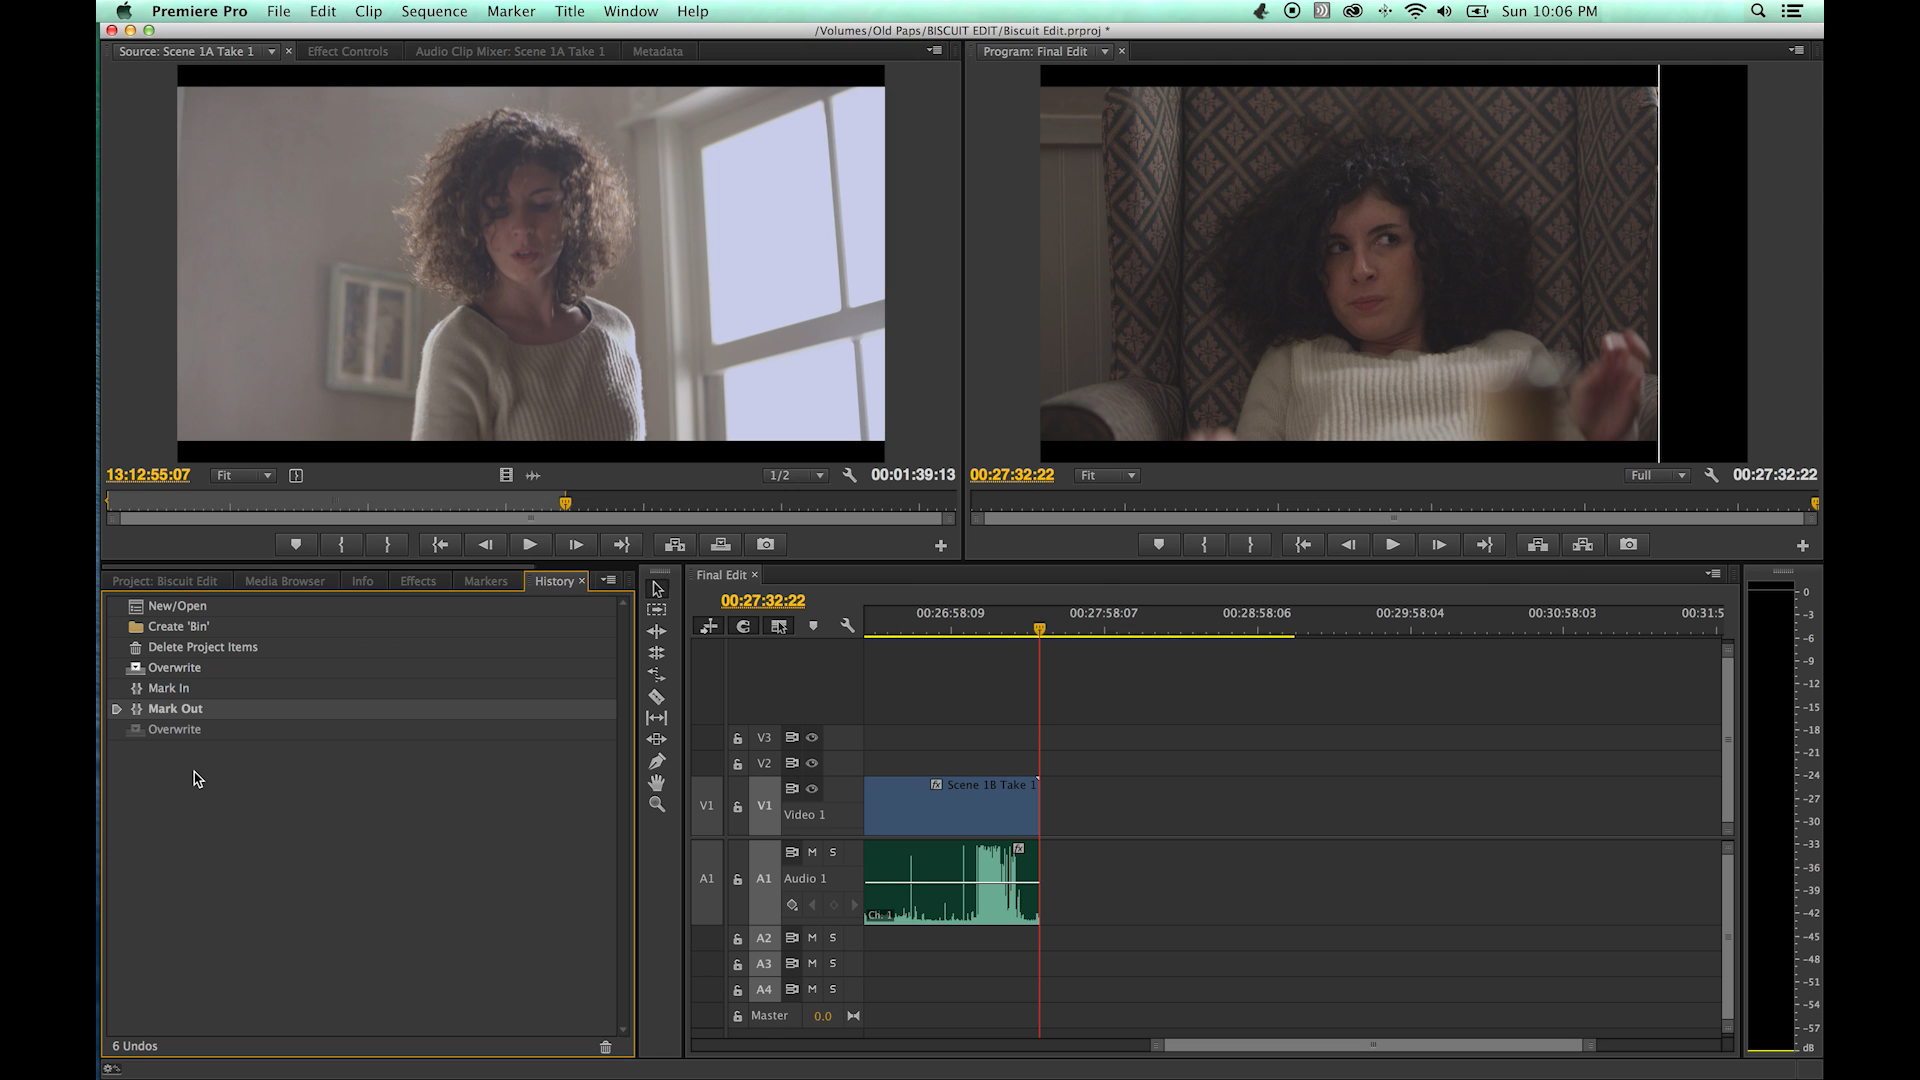 Premiere Pro File Edit Clip Sequence Marker Title Window Help Sun 10:06 PM
/Volumes/Old Paps/BISCUIT EDIT/Biscuit Edit.prproj *
Source: Scene 1A Take 1 × Effect Controls Audio Clip Mixer: Scene 1A Take 1 Metadata
Program: Final Edit ×
13:12:55:07 Fit 1/2 00:01:39:13
00:27:32:22 Fit Full 00:27:32:22
Project: Biscuit Edit Media Browser Info Effects Markers History ×
New/Open
Create 'Bin'
Delete Project Items
Overwrite
Mark In
Mark Out
Overwrite
6 Undos
Final Edit ×
00:27:32:22
00:26:58:09 00:27:58:07 00:28:58:06 00:29:58:04 00:30:58:03 00:31:5
V3
V2
fx Scene 1B Take 1
V1 V1
Video 1
M S fx
A1 A1 Audio 1
Ch. 1
A2 M S
A3 M S
A4 M S
Master 0.0
0
-3
-6
-9
-12
-15
-18
-21
-24
-27
-30
-33
-36
-39
-42
-45
-48
-51
-54
-57
dB